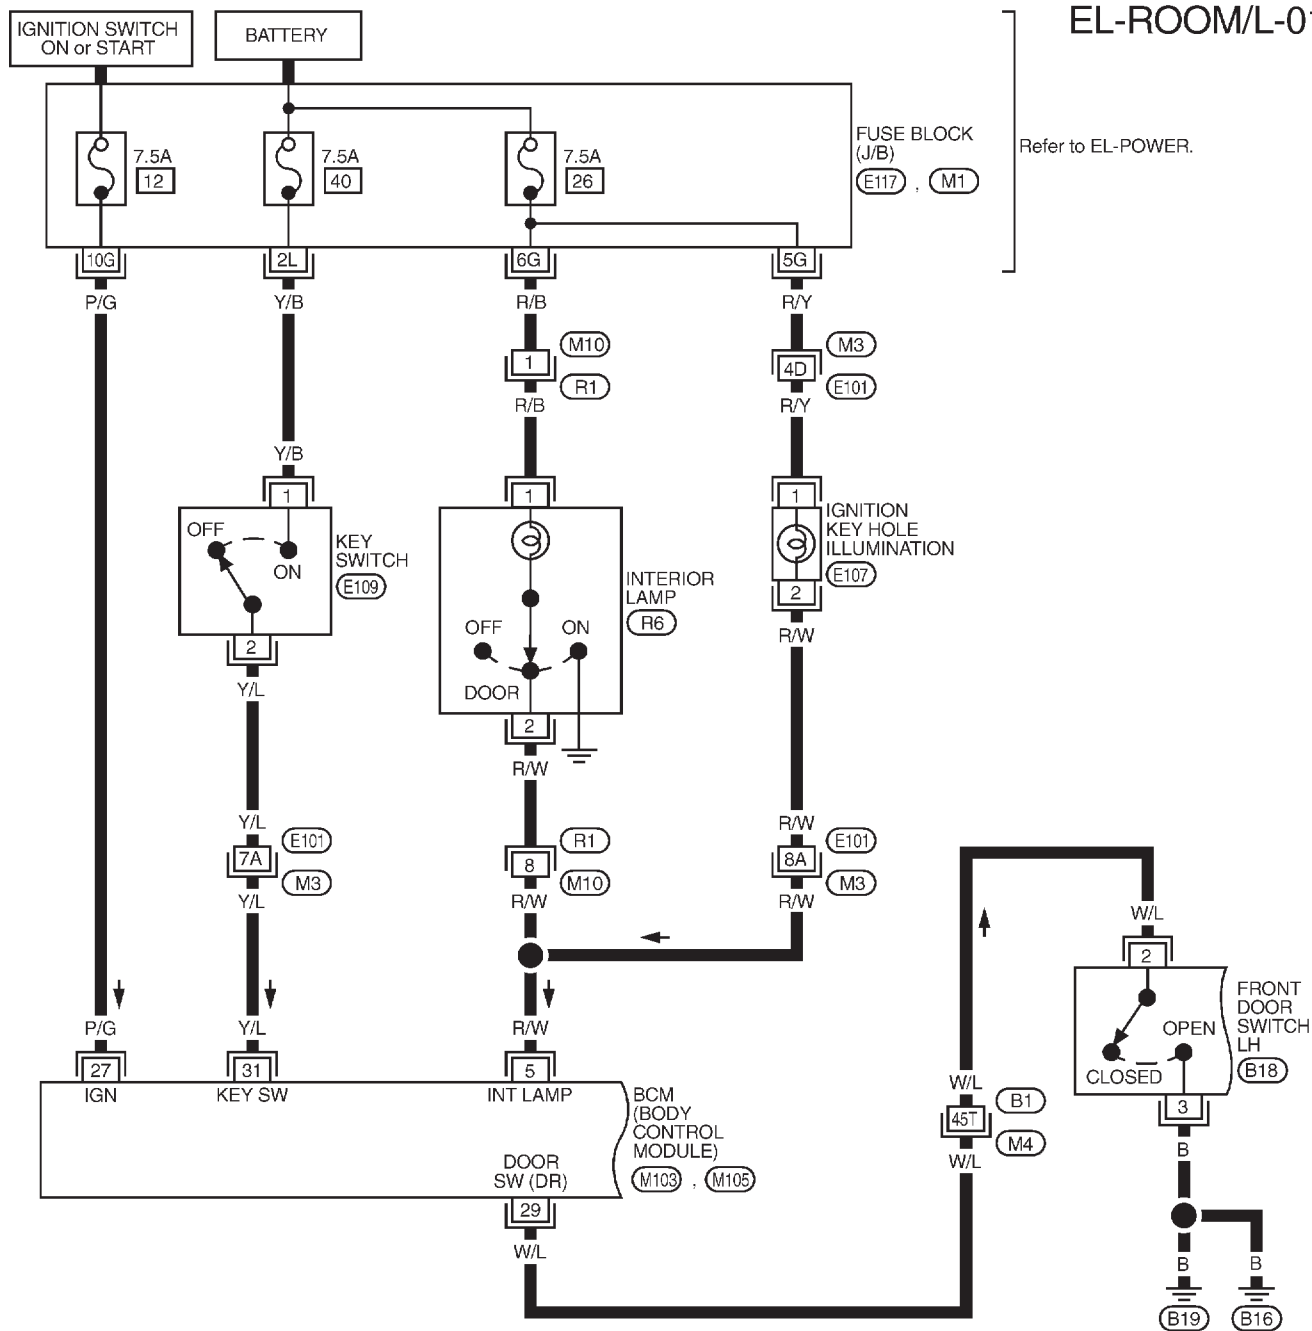 EL-ROOM/L-0
IGNITION SWITCH
ON or START
BATTERY
7.5A
12
7.5A
40
7.5A
26
FUSE BLOCK
(J/B)
E117 , M1
Refer to EL-POWER.
10G
2L
6G
5G
P/G
Y/B
R/B
R/Y
1
M10
R1
4D
M3
E101
R/B
R/Y
Y/B
1
1
1
OFF
ON
KEY
SWITCH
E109
IGNITION
KEY HOLE
ILLUMINATION
E107
INTERIOR
LAMP
R6
OFF
ON
DOOR
2
2
2
Y/L
R/W
R/W
Y/L
R/W
7A
E101
M3
8
R1
M10
8A
E101
M3
Y/L
R/W
R/W
W/L
2
FRONT
DOOR
SWITCH
LH
B18
OPEN
CLOSED
3
P/G
Y/L
R/W
27
31
5
IGN
KEY SW
INT LAMP
BCM
(BODY
CONTROL
MODULE)
M103 , M105
DOOR
SW (DR)
29
W/L
W/L
45T
B1
M4
W/L
B
B
B
B19
B16